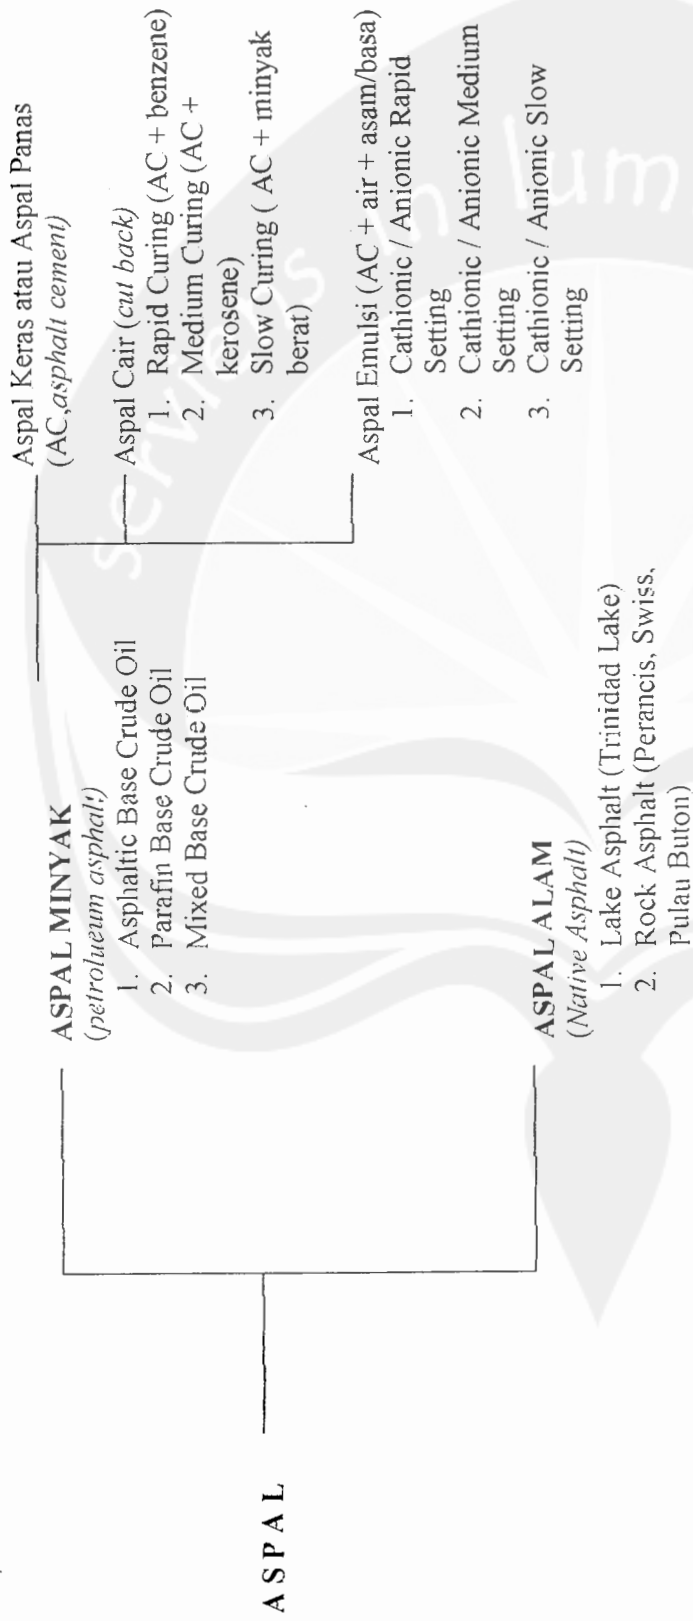 ASPAL
ASPAL MINYAK
(petrolueum asphalt)
1. Asphaltic Base Crude Oil
2. Parafin Base Crude Oil
3. Mixed Base Crude Oil
ASPAL ALAM
(Native Asphalt)
1. Lake Asphalt (Trinidad Lake)
2. Rock Asphalt (Perancis, Swiss,
Pulau Buton)
Aspal Keras atau Aspal Panas
(AC,asphalt cement)
Aspal Cair (cut back)
1. Rapid Curing (AC + benzene)
2. Medium Curing (AC +
kerosene)
3. Slow Curing ( AC + minyak
berat)
Aspal Emulsi (AC + air + asam/basa)
1. Cathionic / Anionic Rapid
Setting
2. Cathionic / Anionic Medium
Setting
3. Cathionic / Anionic Slow
Setting
serviens in lum